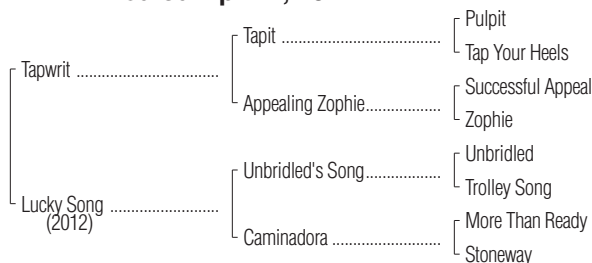 Pulpit
Tapit ........................................
Tap Your Heels
Tapwrit ....................................
Successful Appeal
Appealing Zophie...................
Zophie
Unbridled
Unbridled's Song...................
Trolley Song
Lucky Song ............................
(2012)
More Than Ready
Caminadora ...........................
Stoneway